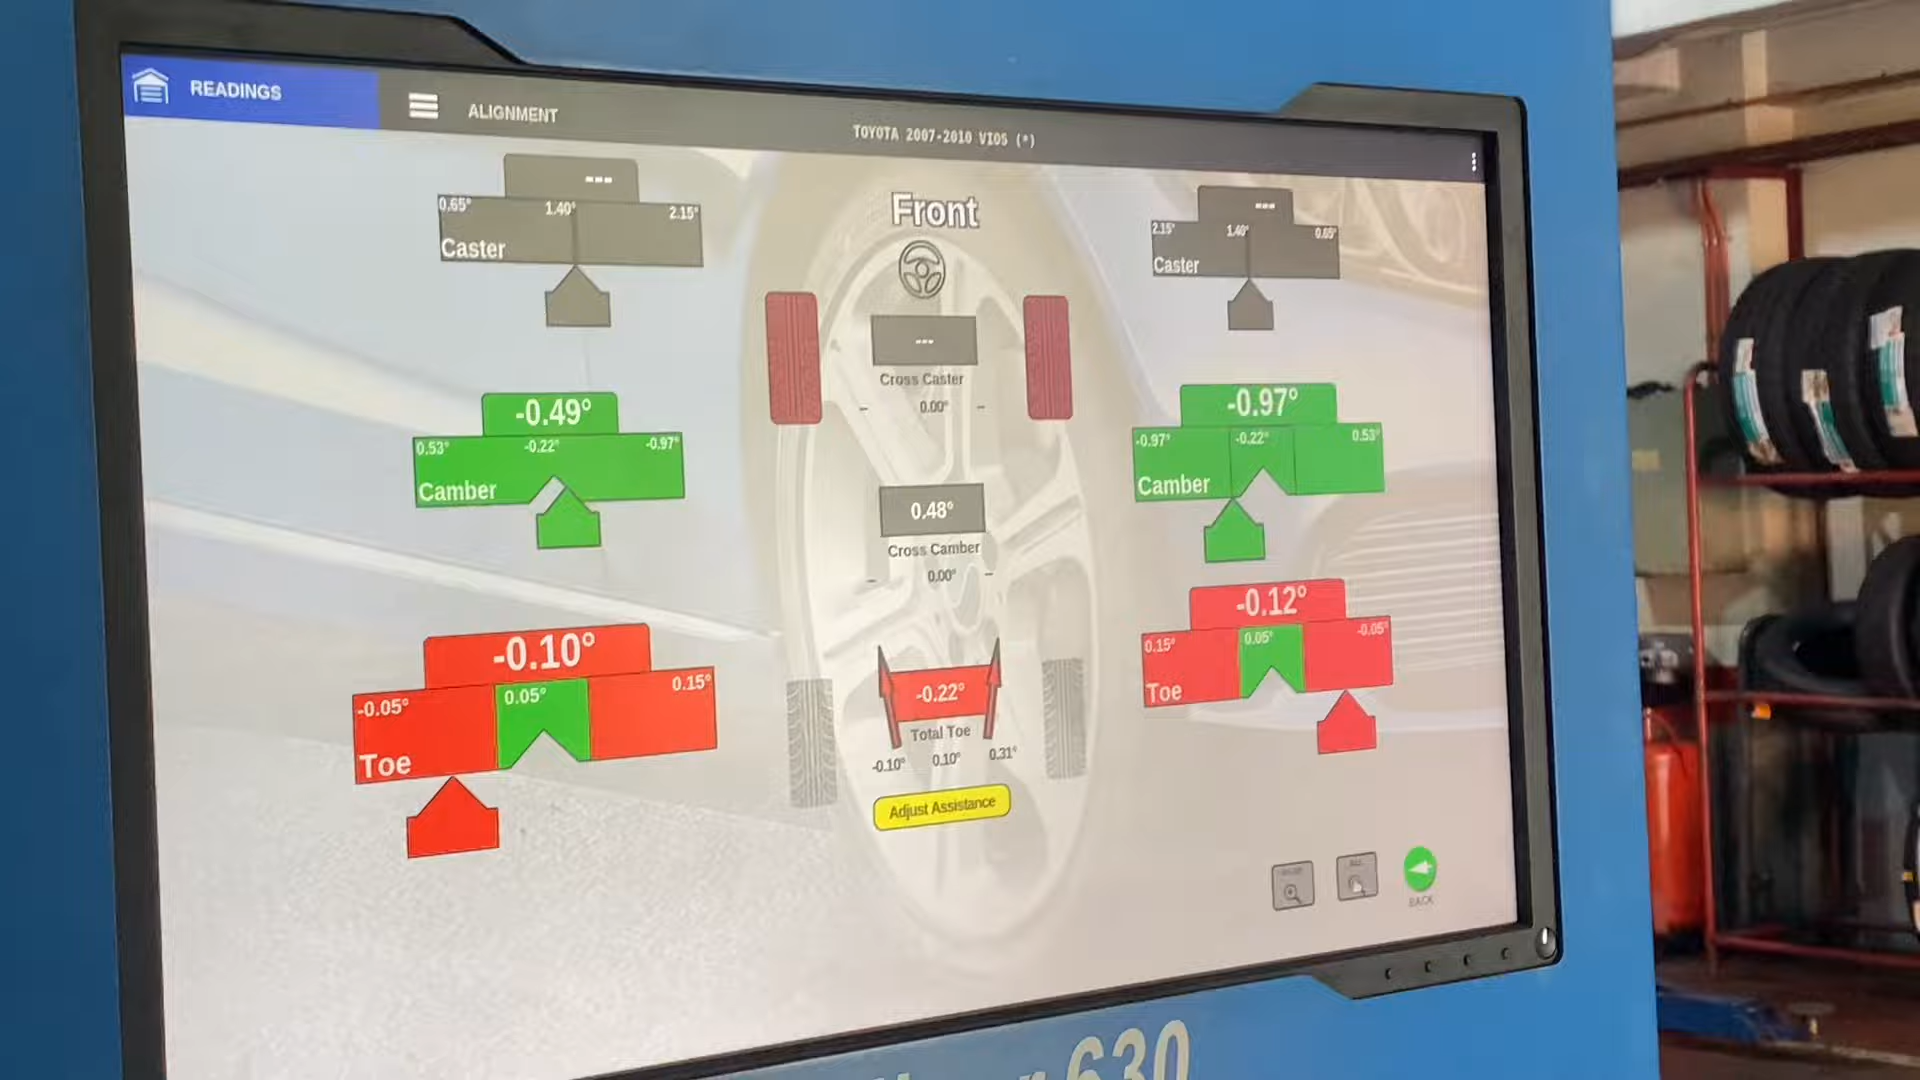 READINGS
ALIGNMENT
TOYOTA 2007-2010 VIOS (*)
---
0.65° 1.40° 2.15°
Caster
Front
---
2.15° 1.40° 0.65°
Caster
---
Cross Caster
0.00°
-0.49°
0.53° -0.22° -0.97°
Camber
-0.97°
-0.97° -0.22° 0.53°
Camber
0.48°
Cross Camber
0.00°
-0.10°
-0.05° 0.05° 0.15°
Toe
-0.12°
0.15° 0.05° -0.05°
Toe
-0.22°
Total Toe
-0.10° 0.10° 0.31°
Adjust Assistance
BACK
630